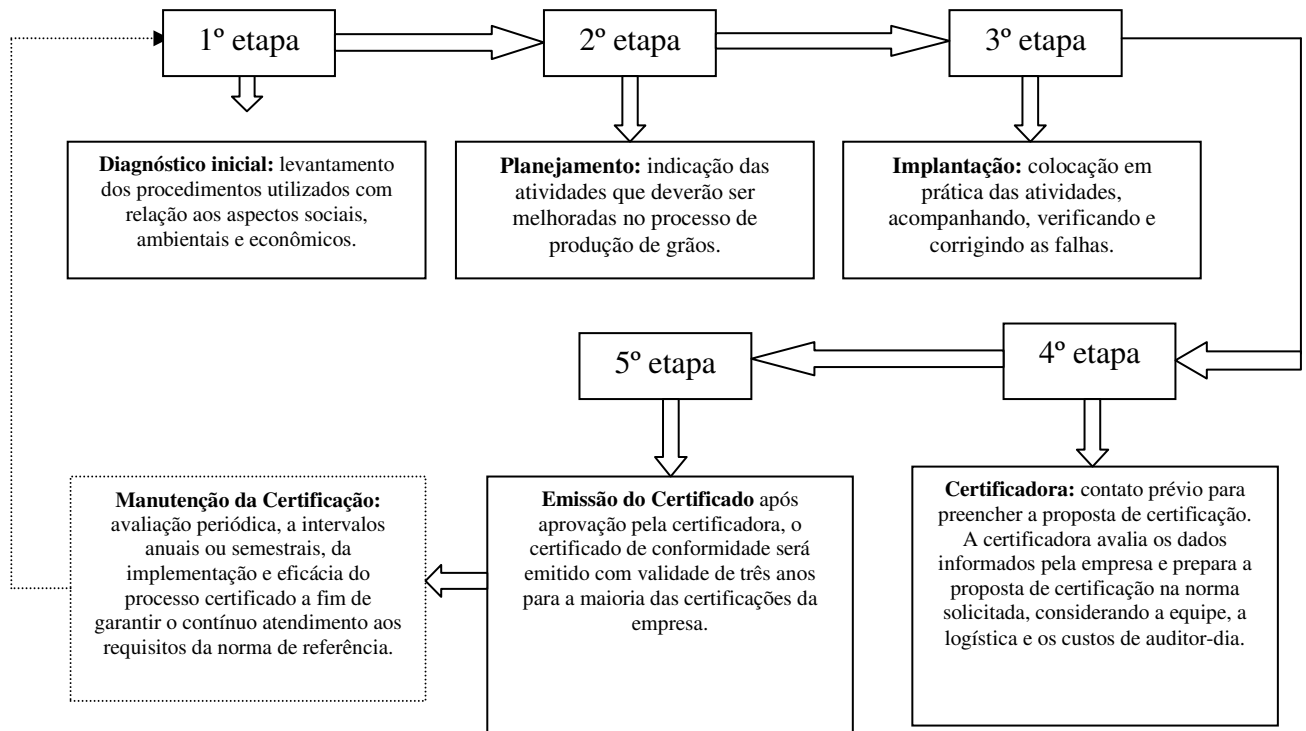 1º etapa
2º etapa
3º etapa
Diagnóstico inicial: levantamento
dos procedimentos utilizados com
relação aos aspectos sociais,
ambientais e econômicos.
Planejamento: indicação das
atividades que deverão ser
melhoradas no processo de
produção de grãos.
Implantação: colocação em
prática das atividades,
acompanhando, verificando e
corrigindo as falhas.
4º etapa
5º etapa
Certificadora: contato prévio para
preencher a proposta de certificação.
A certificadora avalia os dados
informados pela empresa e prepara a
proposta de certificação na norma
solicitada, considerando a equipe, a
logística e os custos de auditor-dia.
Emissão do Certificado após
aprovação pela certificadora, o
certificado de conformidade será
emitido com validade de três anos
para a maioria das certificações da
empresa.
Manutenção da Certificação:
avaliação periódica, a intervalos
anuais ou semestrais, da
implementação e eficácia do
processo certificado a fim de
garantir o contínuo atendimento aos
requisitos da norma de referência.